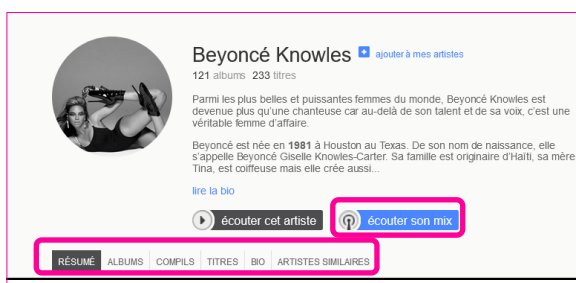 Beyoncé Knowles + ajouter à mes artistes
121 albums 233 titres
Parmi les plus belles et puissantes femmes du monde, Beyoncé Knowles est
devenue plus qu'une chanteuse car au-delà de son talent et de sa voix, c'est une
véritable femme d'affaire.
Beyoncé est née en 1981 à Houston au Texas. De son nom de naissance, elle
s'appelle Beyoncé Giselle Knowles-Carter. Sa famille est originaire d'Haïti, sa mère
Tina, est coiffeuse mais elle crée aussi...
lire la bio
écouter cet artiste écouter son mix
RÉSUMÉ ALBUMS COMPILS TITRES BIO ARTISTES SIMILAIRES